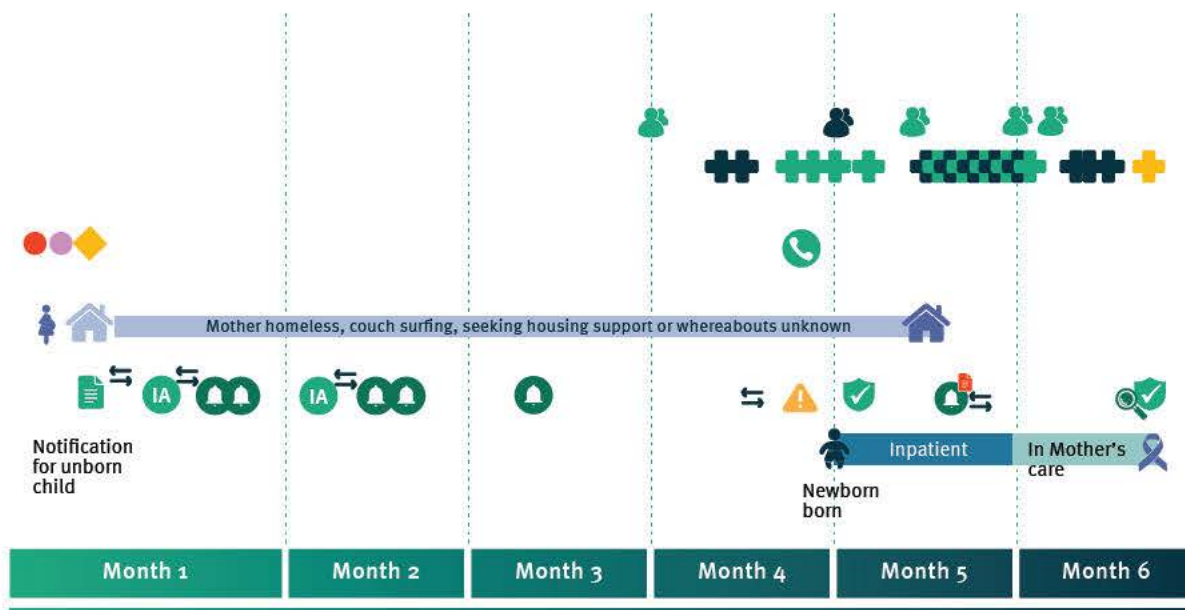 Mother homeless, couch surfing, seeking housing support or whereabouts unknown
IA
IA
Notification
for unborn
child
Inpatient
In Mother's
care
Newborn
born
Month 1
Month 2
Month 3
Month 4
Month 5
Month 6